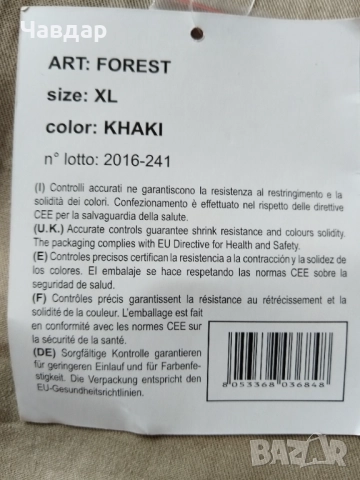 Чавдар
ART: FOREST
size: XL
color: KHAKI
n° lotto: 2016-241
(I) Controlli accurati ne garantiscono la resistenza al restringimento e la
solidità dei colori. Confezionamento è effettuato nel rispetto delle direttive
CEE per la salvaguardia della salute.
(U.K.) Accurate controls guarantee shrink resistance and colours solidity.
The packaging complies with EU Directive for Health and Safety.
(E) Controles precisos certifican la resistencia a la contracción y la solidez de
los colores. El embalaje se hace respetando las normas CEE sobre la
seguridad de salud.
(F) Contrôles précis garantissent la résistance au rétrécissement et la
solidité de la couleur. L'emballage est fait
en conformité avec les normes CEE sur
la sécurité de la santé.
(DE) Sorgfältige Kontrolle garantieren
für geringeren Einlauf und für Farbenfe-
stigkeit. Die Verpackung entspricht den
EU-Gesundheitsrichtlinien.
8 053368 036848
BAZAR